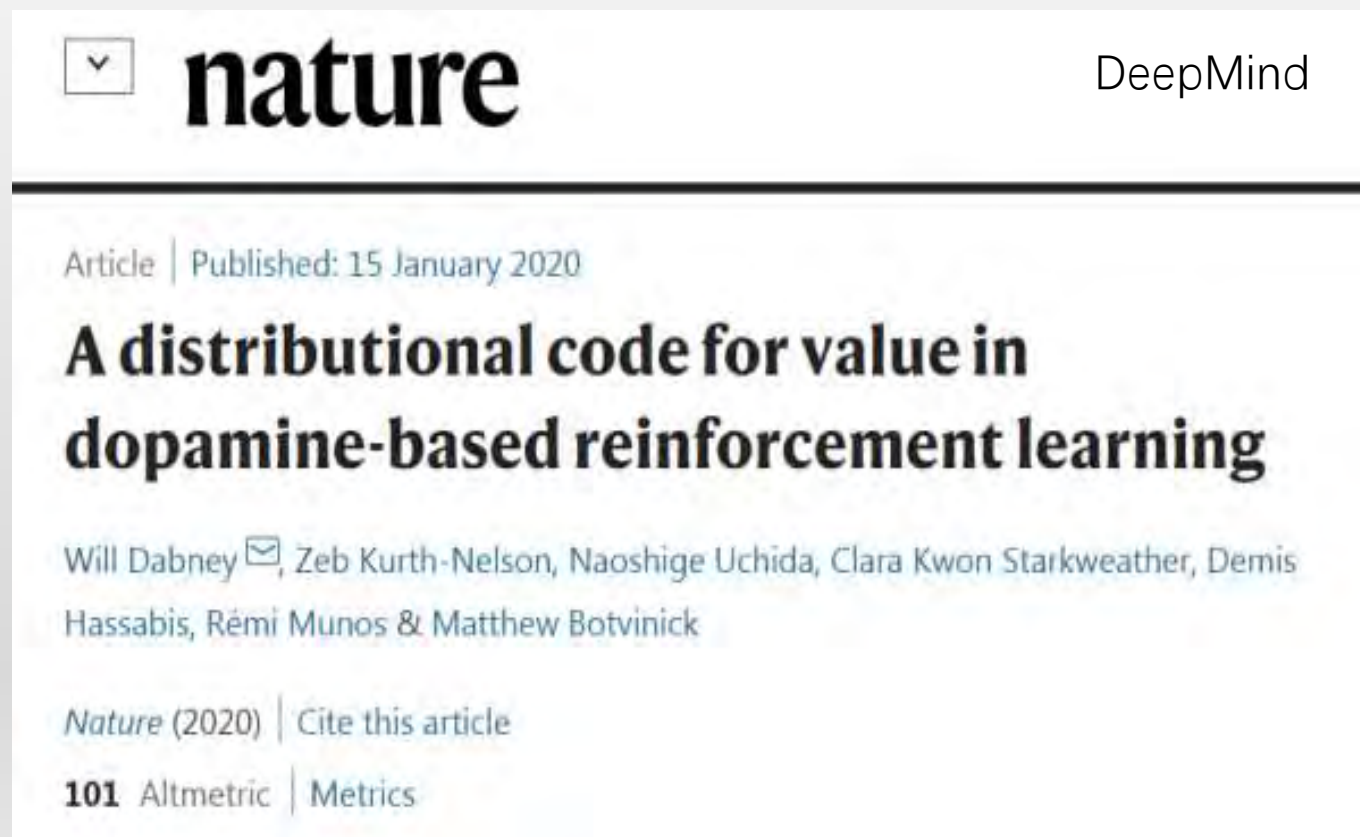 nature
DeepMind
Article | Published: 15 January 2020
A distributional code for value in
dopamine-based reinforcement learning
Will Dabney, Zeb Kurth-Nelson, Naoshige Uchida, Clara Kwon Starkweather, Demis
Hassabis, Rémi Munos & Matthew Botvinick
Nature (2020) | Cite this article
101 Altmetric | Metrics